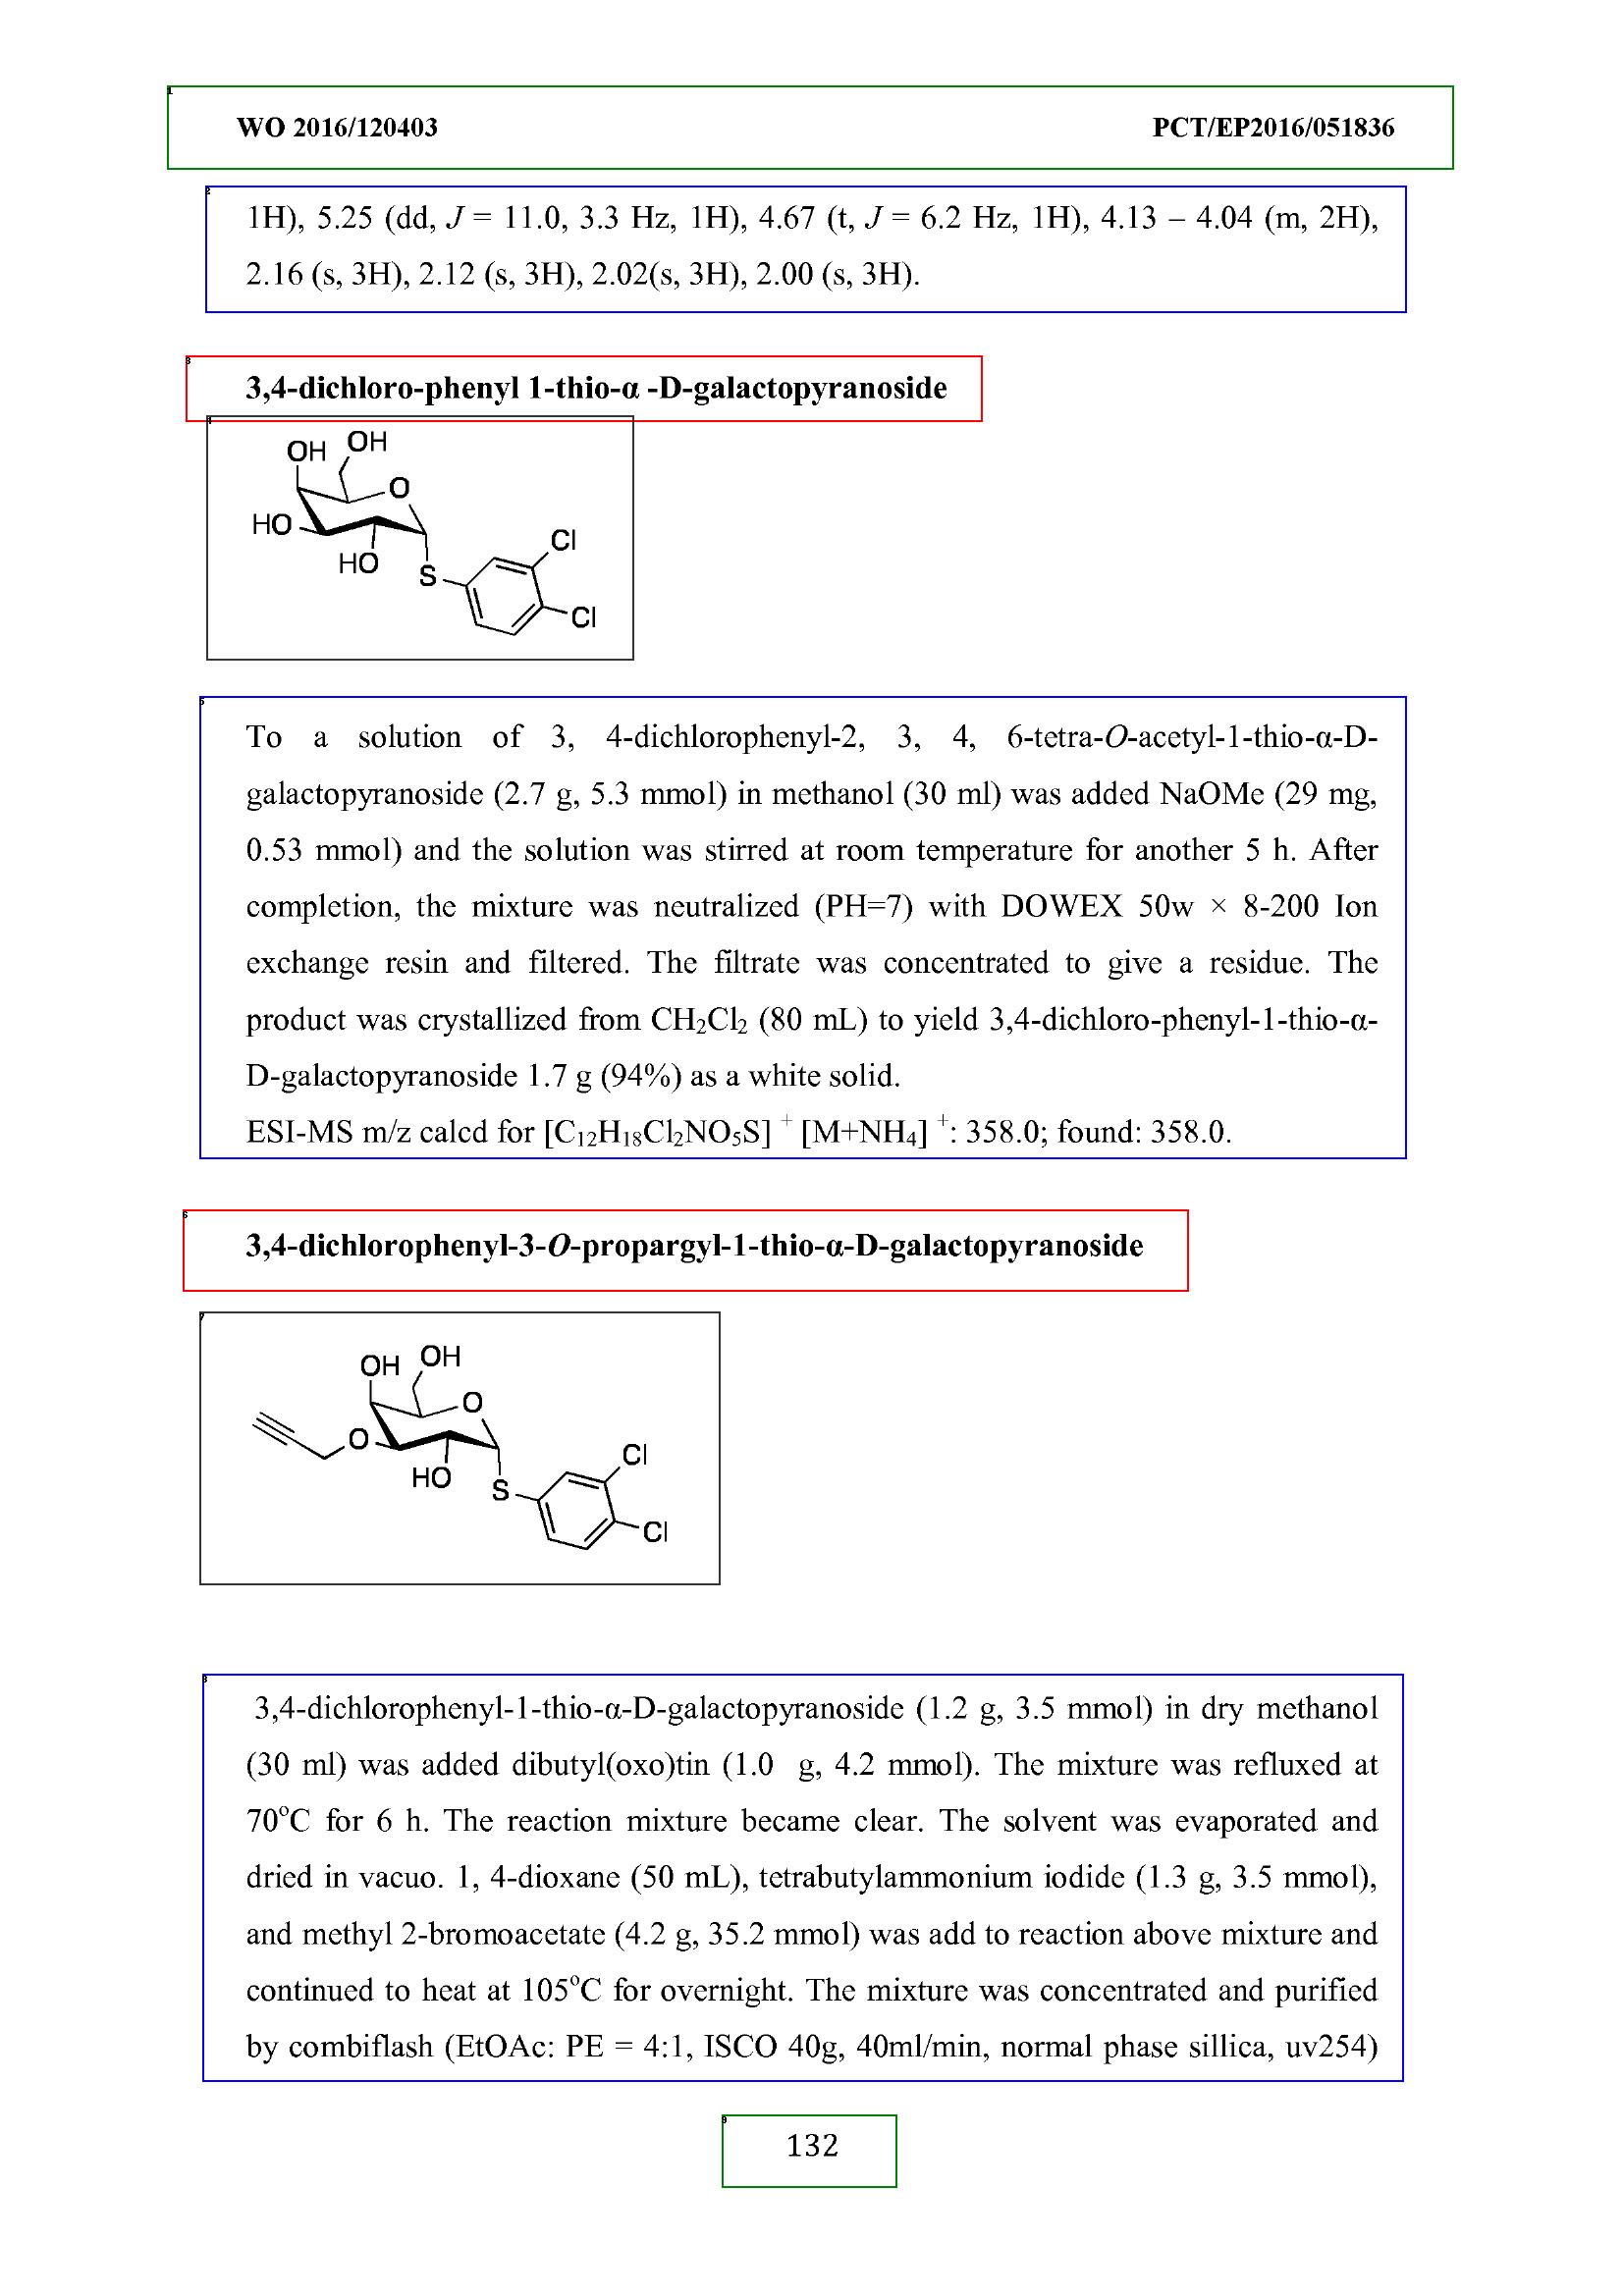 WO 2016/120403 PCT/EP2016/051836
1H), 5.25 (dd, J = 11.0, 3.3 Hz, 1H), 4.67 (t, J = 6.2 Hz, 1H), 4.13 – 4.04 (m, 2H),
2.16 (s, 3H), 2.12 (s, 3H), 2.02(s, 3H), 2.00 (s, 3H).
3,4-dichloro-phenyl 1-thio-α -D-galactopyranoside
OH OH
O
HO
HO
S
Cl
Cl
To a solution of 3, 4-dichlorophenyl-2, 3, 4, 6-tetra-O-acetyl-1-thio-α-D-
galactopyranoside (2.7 g, 5.3 mmol) in methanol (30 ml) was added NaOMe (29 mg,
0.53 mmol) and the solution was stirred at room temperature for another 5 h. After
completion, the mixture was neutralized (PH=7) with DOWEX 50w × 8-200 Ion
exchange resin and filtered. The filtrate was concentrated to give a residue. The
product was crystallized from CH₂Cl₂ (80 mL) to yield 3,4-dichloro-phenyl-1-thio-α-
D-galactopyranoside 1.7 g (94%) as a white solid.
ESI-MS m/z calcd for [C₁₂H₁₈Cl₂NO₅S] ⁺ [M+NH₄] ⁺: 358.0; found: 358.0.
3,4-dichlorophenyl-3-O-propargyl-1-thio-α-D-galactopyranoside
OH OH
O
O
HO
S
Cl
Cl
3,4-dichlorophenyl-1-thio-α-D-galactopyranoside (1.2 g, 3.5 mmol) in dry methanol
(30 ml) was added dibutyl(oxo)tin (1.0 g, 4.2 mmol). The mixture was refluxed at
70°C for 6 h. The reaction mixture became clear. The solvent was evaporated and
dried in vacuo. 1, 4-dioxane (50 mL), tetrabutylammonium iodide (1.3 g, 3.5 mmol),
and methyl 2-bromoacetate (4.2 g, 35.2 mmol) was add to reaction above mixture and
continued to heat at 105°C for overnight. The mixture was concentrated and purified
by combiflash (EtOAc: PE = 4:1, ISCO 40g, 40ml/min, normal phase sillica, uv254)
132